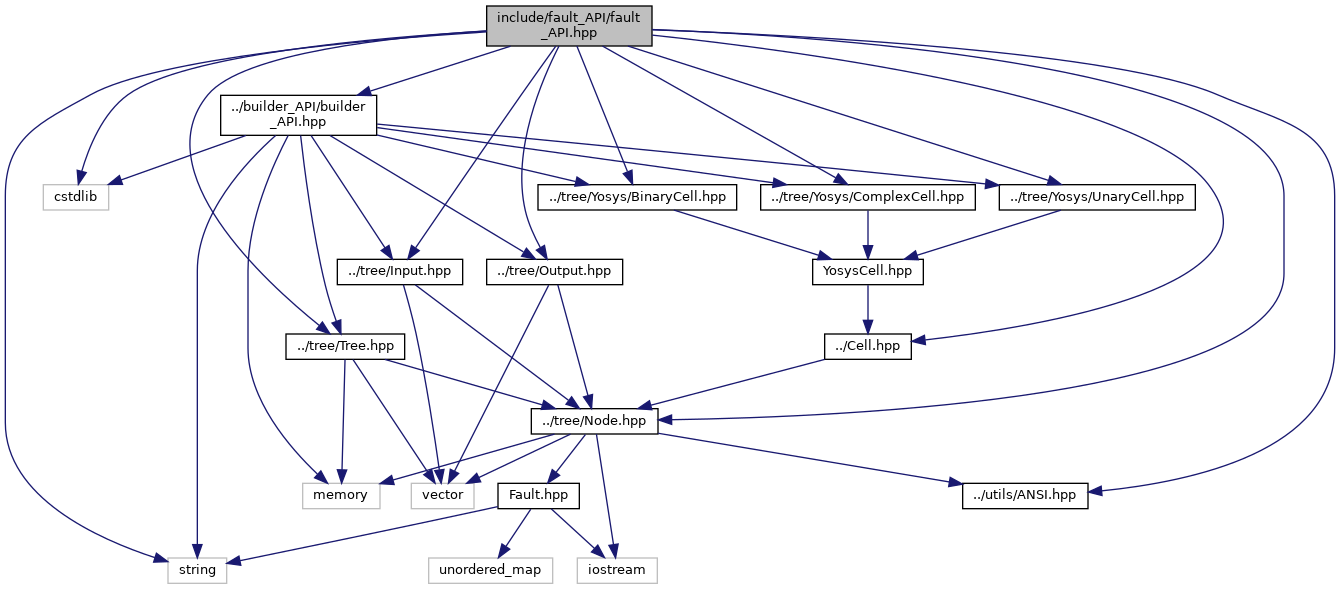 include/fault_API/fault
_API.hpp
../builder_API/builder
_API.hpp
cstdlib
../tree/Yosys/BinaryCell.hpp
../tree/Yosys/ComplexCell.hpp
../tree/Yosys/UnaryCell.hpp
../tree/Input.hpp
../tree/Output.hpp
YosysCell.hpp
../tree/Tree.hpp
../Cell.hpp
../tree/Node.hpp
memory
vector
Fault.hpp
../utils/ANSI.hpp
string
unordered_map
iostream